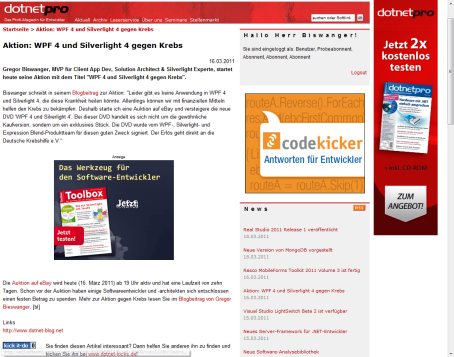 dotnetpro
Das Profi-Magazin für Entwickler
Aktuell Archiv Leserservice Über uns Seminare Stellenmarkt
suchen oder Softlink
Startseite > Aktion: WPF 4 und Silverlight 4 gegen Krebs
Aktion: WPF 4 und Silverlight 4 gegen Krebs
16.03.2011
Gregor Biswanger, MVP für Client App Dev, Solution Architect & Silverlight Experte, startet
heute seine Aktion mit dem Titel "WPF 4 und Silverlight 4 gegen Krebs".
Biswanger schreibt in seinem Blogbeitrag zur Aktion: "Leider gibt es keine Anwendung in WPF 4
und Silverlight 4, die diese Krankheit heilen könnte. Allerdings können wir mit finanziellen Mitteln
helfen den Krebs zu bekämpfen. Deshalb starte ich eine Auktion auf eBay und versteigere die neue
DVD "WPF 4 und Silverlight 4". Bei dieser DVD handelt es sich nicht um die gewöhnliche
Kaufversion, sondern um ein exklusives Stück. Die DVD wurde von WPF-, Silverlight- und
Expression Blend-Produktteam für diesen guten Zweck signiert. Der Erlös geht direkt an die
Deutsche Krebshilfe e.V."
Anzeige
Das Werkzeug für
den Software-Entwickler
Toolbox
Jetzt
testen!
Jetzt
Die Auktion auf eBay wird heute (16. März 2011) ab 19 Uhr aktiv und hat eine Laufzeit von zehn
Tagen. Schon vor der Auktion haben einige Softwareentwickler und -architekten sich entschlossen
einen festen Betrag zu spenden. Mehr zur Aktion gegen Krebs lesen Sie im Blogbeitrag von Gregor
Biswanger. [bl]
Links
http://www.dotnet-blog.net
kick it
Sie finden diesen Artikel interessant? Dann helfen Sie anderen ihn zu finden und
kicken Sie ihn bei www.dotnet-kicks.de!
Hallo Herr Biswanger!
Sie sind eingeloggt als: Benutzer, Probeabonnent,
Abonnent, Abonnent, Abonnent
Logout
codekicker
Antworten für Entwickler
News
Real Studio 2011 Release 1 veröffentlicht
16.03.2011
Neue Version von MongoDB vorgestellt
16.03.2011
Resco MobileForms Toolkit 2011 Volume 3 ist fertig
16.03.2011
Aktion: WPF 4 und Silverlight 4 gegen Krebs
16.03.2011
Visual Studio LightSwitch Beta 2 ist verfügbar
16.03.2011
Neues Server-Framework für .NET-Entwickler
16.03.2011
Neue Software-Analysebibliothek
dotnetpro
Jetzt 2x
kostenlos
testen
dotnetpro
inkl. CD-ROM
ZUM
ANGEBOT!